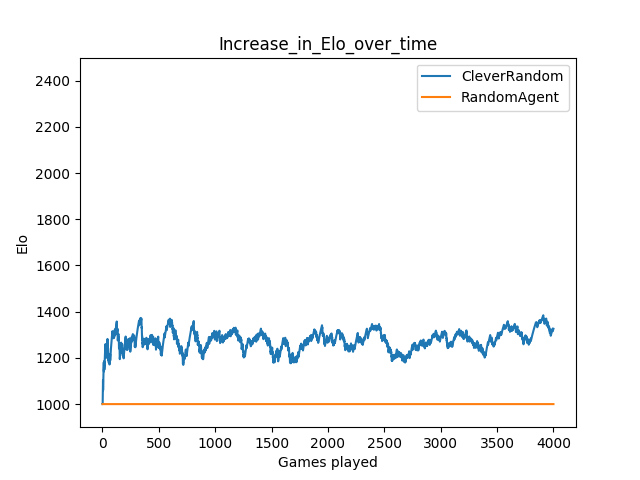 Increase_in_Elo_over_time
CleverRandom
RandomAgent
2400
2200
2000
1800
1600
1400
1200
1000
Elo
0 500 1000 1500 2000 2500 3000 3500 4000
Games played